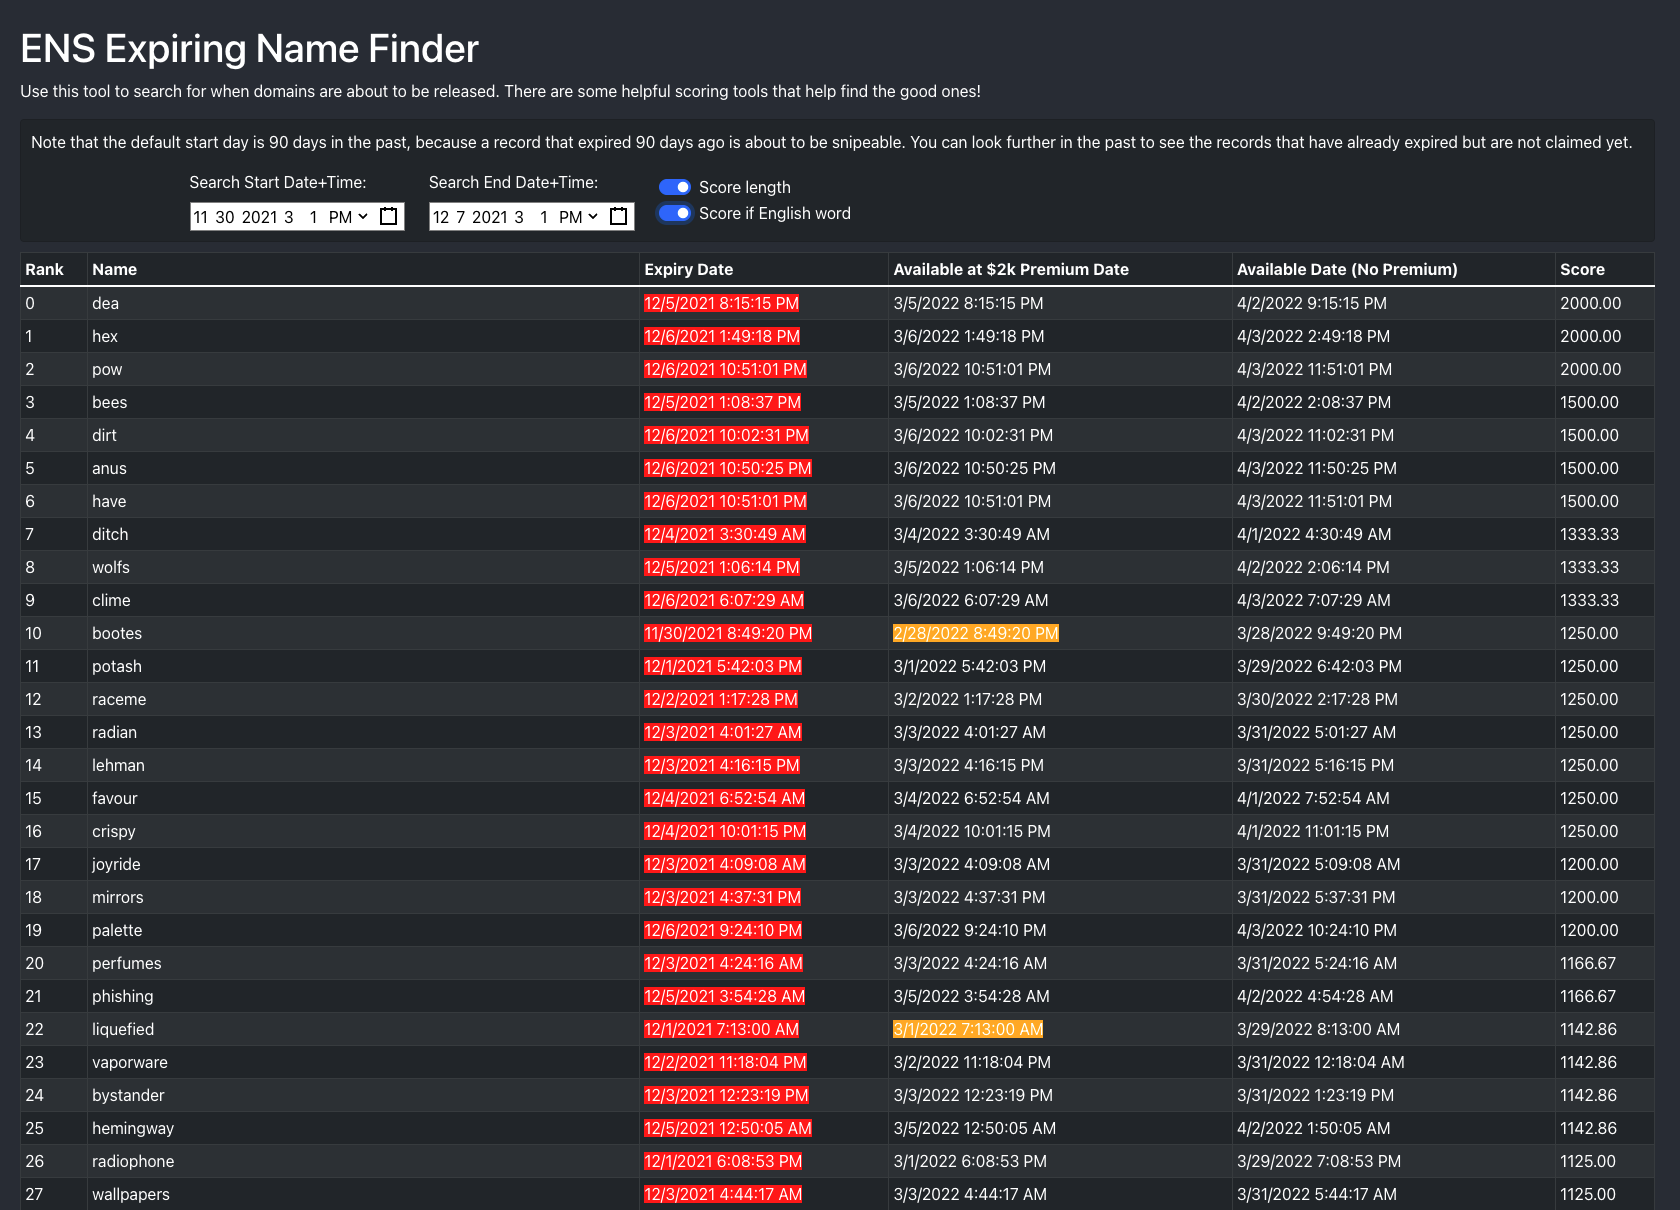 ENS Expiring Name Finder
Use this tool to search for when domains are about to be released. There are some helpful scoring tools that help find the good ones!
Note that the default start day is 90 days in the past, because a record that expired 90 days ago is about to be snipeable. You can look further in the past to see the records that have already expired but are not claimed yet.
Search Start Date+Time: Search End Date+Time: Score length
11 30 2021 3 1 PM 12 7 2021 3 1 PM Score if English word
Rank Name Expiry Date Available at $2k Premium Date Available Date (No Premium) Score
0 dea 12/5/2021 8:15:15 PM 3/5/2022 8:15:15 PM 4/2/2022 9:15:15 PM 2000.00
1 hex 12/6/2021 1:49:18 PM 3/6/2022 1:49:18 PM 4/3/2022 2:49:18 PM 2000.00
2 pow 12/6/2021 10:51:01 PM 3/6/2022 10:51:01 PM 4/3/2022 11:51:01 PM 2000.00
3 bees 12/5/2021 1:08:37 PM 3/5/2022 1:08:37 PM 4/2/2022 2:08:37 PM 1500.00
4 dirt 12/6/2021 10:02:31 PM 3/6/2022 10:02:31 PM 4/3/2022 11:02:31 PM 1500.00
5 anus 12/6/2021 10:50:25 PM 3/6/2022 10:50:25 PM 4/3/2022 11:50:25 PM 1500.00
6 have 12/6/2021 10:51:01 PM 3/6/2022 10:51:01 PM 4/3/2022 11:51:01 PM 1500.00
7 ditch 12/4/2021 3:30:49 AM 3/4/2022 3:30:49 AM 4/1/2022 4:30:49 AM 1333.33
8 wolfs 12/5/2021 1:06:14 PM 3/5/2022 1:06:14 PM 4/2/2022 2:06:14 PM 1333.33
9 clime 12/6/2021 6:07:29 AM 3/6/2022 6:07:29 AM 4/3/2022 7:07:29 AM 1333.33
10 bootes 11/30/2021 8:49:20 PM 2/28/2022 8:49:20 PM 3/28/2022 9:49:20 PM 1250.00
11 potash 12/1/2021 5:42:03 PM 3/1/2022 5:42:03 PM 3/29/2022 6:42:03 PM 1250.00
12 raceme 12/2/2021 1:17:28 PM 3/2/2022 1:17:28 PM 3/30/2022 2:17:28 PM 1250.00
13 radian 12/3/2021 4:01:27 AM 3/3/2022 4:01:27 AM 3/31/2022 5:01:27 AM 1250.00
14 lehman 12/3/2021 4:16:15 PM 3/3/2022 4:16:15 PM 3/31/2022 5:16:15 PM 1250.00
15 favour 12/4/2021 6:52:54 AM 3/4/2022 6:52:54 AM 4/1/2022 7:52:54 AM 1250.00
16 crispy 12/4/2021 10:01:15 PM 3/4/2022 10:01:15 PM 4/1/2022 11:01:15 PM 1250.00
17 joyride 12/3/2021 4:09:08 AM 3/3/2022 4:09:08 AM 3/31/2022 5:09:08 AM 1200.00
18 mirrors 12/3/2021 4:37:31 PM 3/3/2022 4:37:31 PM 3/31/2022 5:37:31 PM 1200.00
19 palette 12/6/2021 9:24:10 PM 3/6/2022 9:24:10 PM 4/3/2022 10:24:10 PM 1200.00
20 perfumes 12/3/2021 4:24:16 AM 3/3/2022 4:24:16 AM 3/31/2022 5:24:16 AM 1166.67
21 phishing 12/5/2021 3:54:28 AM 3/5/2022 3:54:28 AM 4/2/2022 4:54:28 AM 1166.67
22 liquefied 12/1/2021 7:13:00 AM 3/1/2022 7:13:00 AM 3/29/2022 8:13:00 AM 1142.86
23 vaporware 12/2/2021 11:18:04 PM 3/2/2022 11:18:04 PM 3/31/2022 12:18:04 AM 1142.86
24 bystander 12/3/2021 12:23:19 PM 3/3/2022 12:23:19 PM 3/31/2022 1:23:19 PM 1142.86
25 hemingway 12/5/2021 12:50:05 AM 3/5/2022 12:50:05 AM 4/2/2022 1:50:05 AM 1142.86
26 radiophone 12/1/2021 6:08:53 PM 3/1/2022 6:08:53 PM 3/29/2022 7:08:53 PM 1125.00
27 wallpapers 12/3/2021 4:44:17 AM 3/3/2022 4:44:17 AM 3/31/2022 5:44:17 AM 1125.00